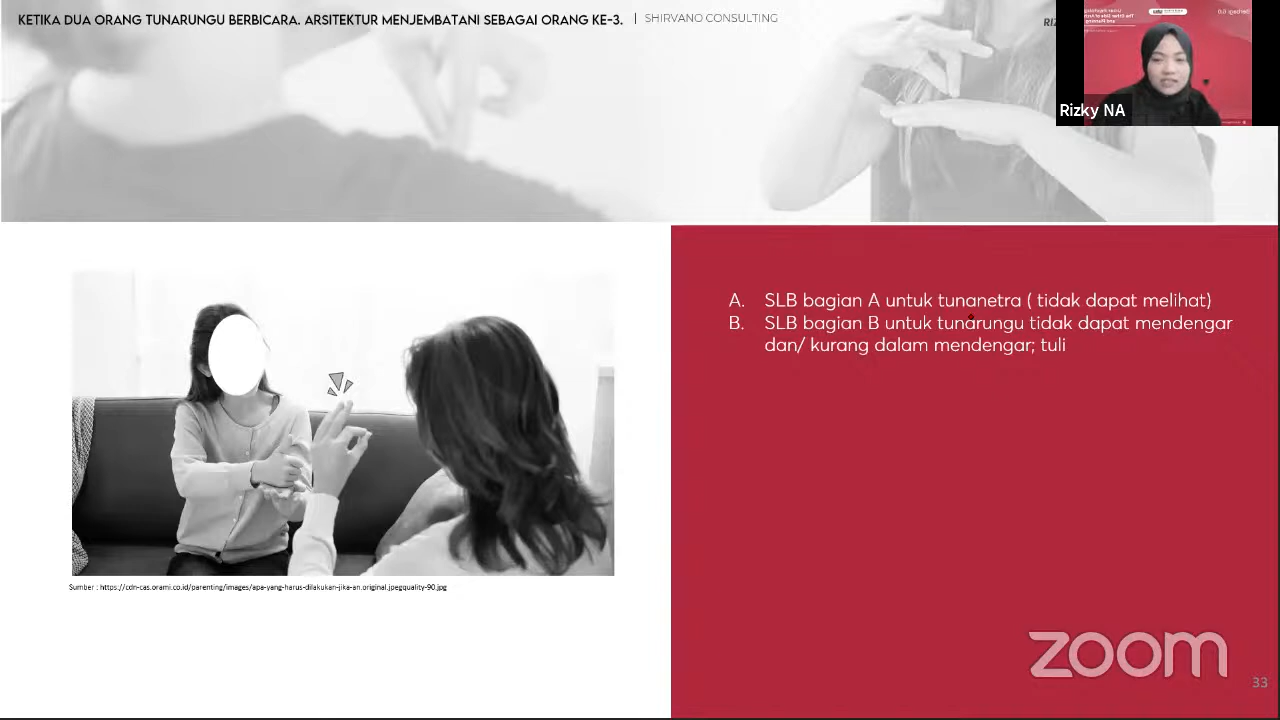 KETIKA DUA ORANG TUNARUNGU BERBICARA. ARSITEKTUR MENJEMBATANI SEBAGAI ORANG KE-3. | SHIRVANO CONSULTING
Rizky NA
A. SLB bagian A untuk tunanetra ( tidak dapat melihat)
B. SLB bagian B untuk tunarungu tidak dapat mendengar
dan/ kurang dalam mendengar; tuli
Sumber : https://cdn-cas.orami.co.id/parenting/images/apa-yang-harus-dilakukan-jika-an.original.jpegquality-90.jpg
zoom
33